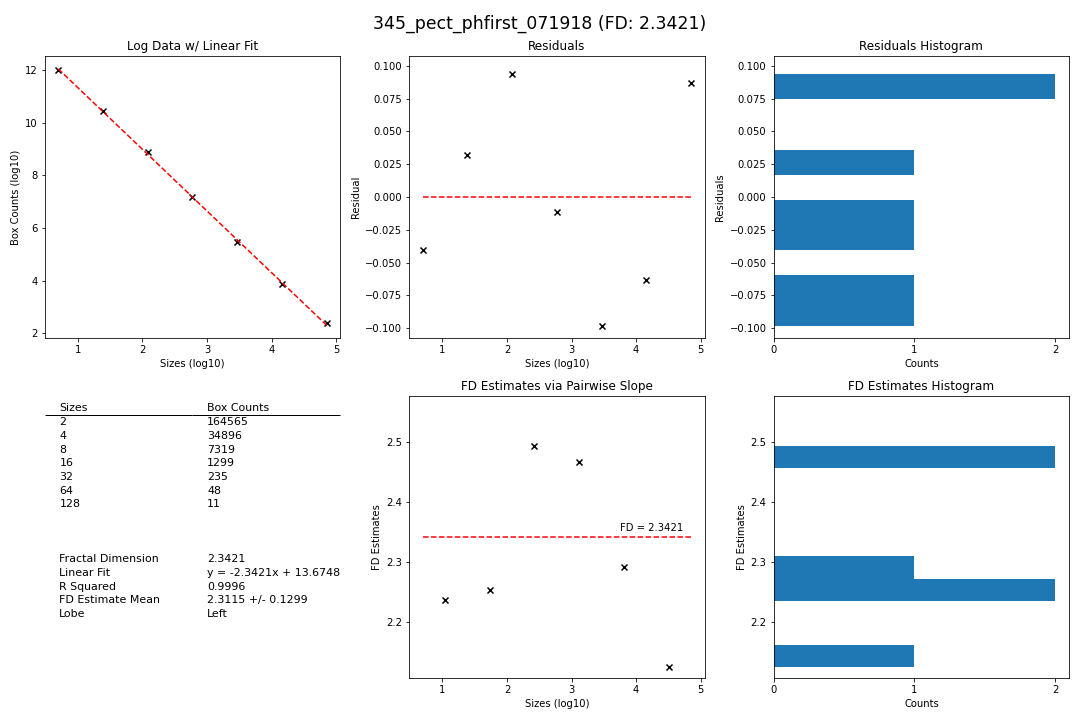 345_pect_phfirst_071918 (FD: 2.3421)
Log Data w/ Linear Fit
12
10
8
6
4
2
Box Counts (log10)
1 2 3 4 5
Sizes (log10)
Residuals
0.100
0.075
0.050
0.025
0.000
−0.025
−0.050
−0.075
−0.100
Residual
1 2 3 4 5
Sizes (log10)
Residuals Histogram
0.100
0.075
0.050
0.025
0.000
−0.025
−0.050
−0.075
−0.100
Residuals
0 1 2
Counts
Sizes Box Counts
2 164565
4 34896
8 7319
16 1299
32 235
64 48
128 11
Fractal Dimension 2.3421
Linear Fit y = -2.3421x + 13.6748
R Squared 0.9996
FD Estimate Mean 2.3115 +/- 0.1299
Lobe Left
FD Estimates via Pairwise Slope
2.5
2.4
2.3
2.2
FD Estimates
FD = 2.3421
1 2 3 4 5
Sizes (log10)
FD Estimates Histogram
2.5
2.4
2.3
2.2
FD Estimates
0 1 2
Counts